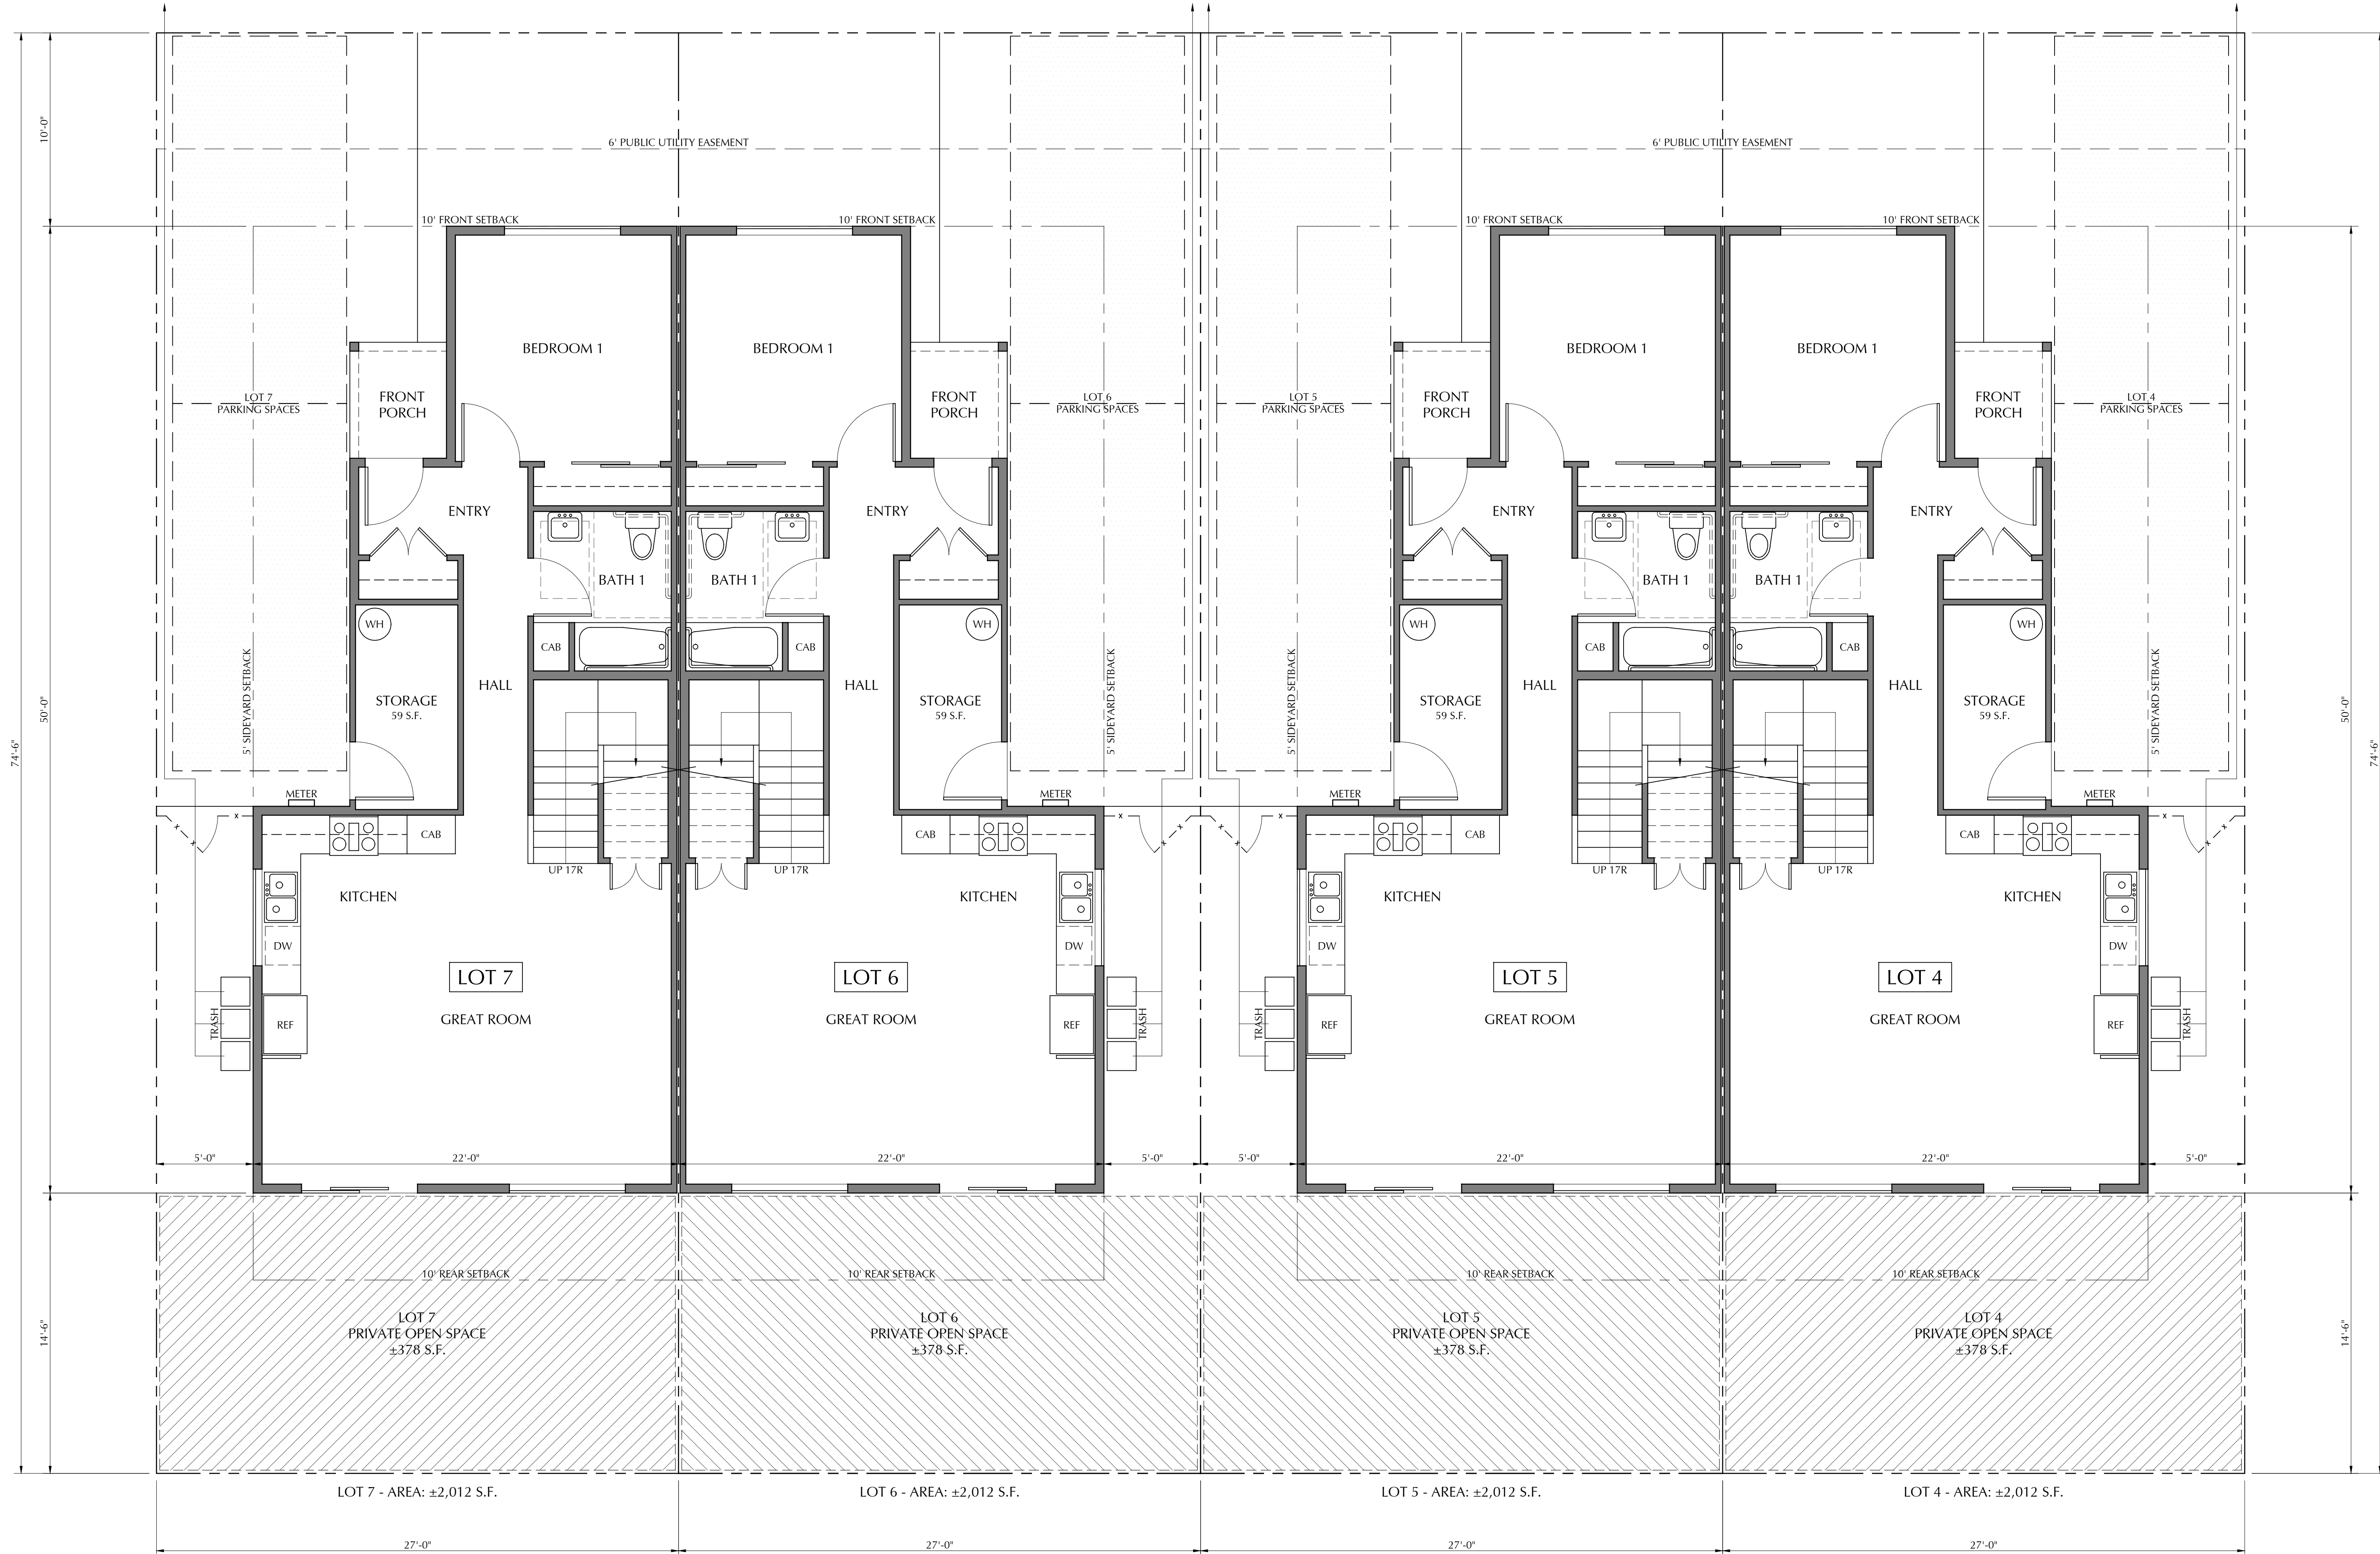 10'-0"
6' PUBLIC UTILITY EASEMENT
6' PUBLIC UTILITY EASEMENT
10' FRONT SETBACK
10' FRONT SETBACK
10' FRONT SETBACK
10' FRONT SETBACK
BEDROOM 1
BEDROOM 1
BEDROOM 1
BEDROOM 1
LOT 7
PARKING SPACES
FRONT
PORCH
FRONT
PORCH
LOT 6
PARKING SPACES
LOT 5
PARKING SPACES
FRONT
PORCH
FRONT
PORCH
LOT 4
PARKING SPACES
ENTRY
ENTRY
ENTRY
ENTRY
BATH 1
BATH 1
BATH 1
BATH 1
WH
WH
WH
WH
CAB
CAB
CAB
CAB
5' SIDEYARD SETBACK
HALL
HALL
5' SIDEYARD SETBACK
5' SIDEYARD SETBACK
HALL
HALL
5' SIDEYARD SETBACK
STORAGE
59 S.F.
STORAGE
59 S.F.
STORAGE
59 S.F.
STORAGE
59 S.F.
74'-6"
50'-0"
50'-0"
74'-6"
METER
METER
METER
METER
x
x
x
x
x
x
x
x
x
x
x
x
CAB
CAB
CAB
CAB
UP 17R
UP 17R
UP 17R
UP 17R
KITCHEN
KITCHEN
KITCHEN
KITCHEN
DW
DW
DW
DW
LOT 7
LOT 6
LOT 5
LOT 4
TRASH
REF
GREAT ROOM
GREAT ROOM
REF
TRASH
TRASH
REF
GREAT ROOM
GREAT ROOM
REF
TRASH
5'-0"
22'-0"
22'-0"
5'-0"
5'-0"
22'-0"
22'-0"
5'-0"
10' REAR SETBACK
10' REAR SETBACK
10' REAR SETBACK
10' REAR SETBACK
14'-6"
LOT 7
PRIVATE OPEN SPACE
±378 S.F.
LOT 6
PRIVATE OPEN SPACE
±378 S.F.
LOT 5
PRIVATE OPEN SPACE
±378 S.F.
LOT 4
PRIVATE OPEN SPACE
±378 S.F.
14'-6"
LOT 7 - AREA: ±2,012 S.F.
LOT 6 - AREA: ±2,012 S.F.
LOT 5 - AREA: ±2,012 S.F.
LOT 4 - AREA: ±2,012 S.F.
27'-0"
27'-0"
27'-0"
27'-0"